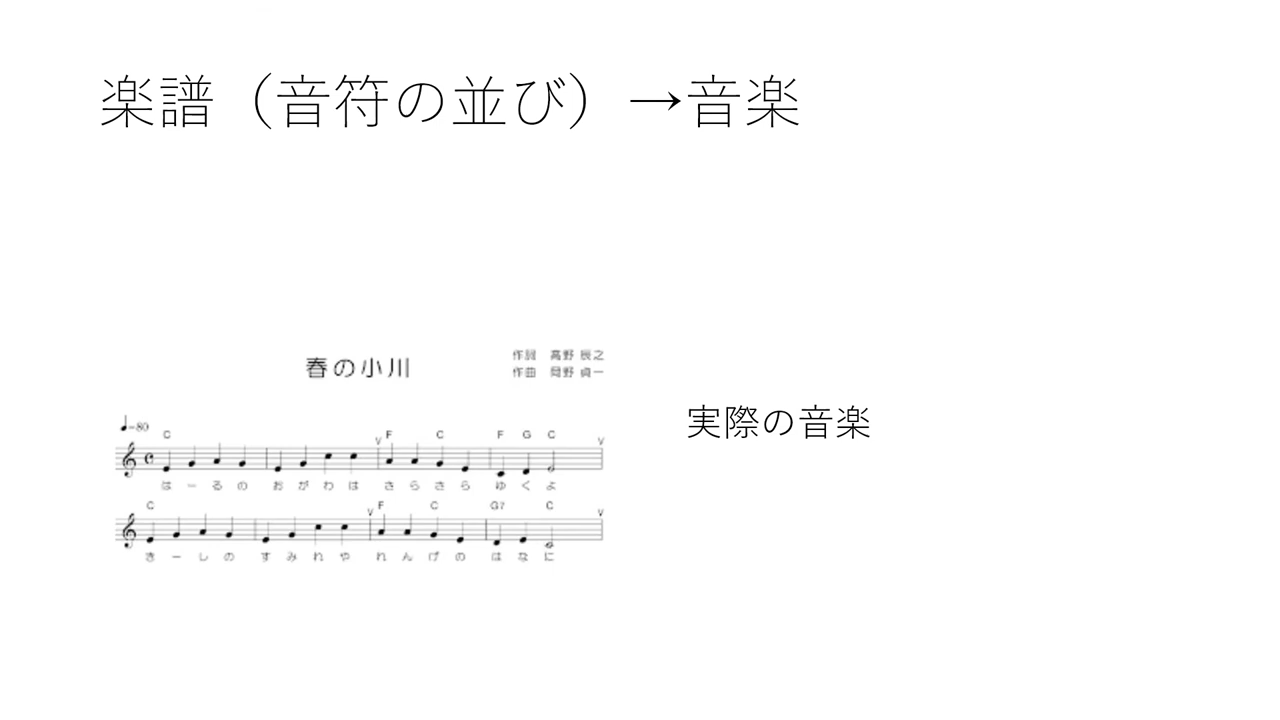 楽譜（音符の並び）→音楽
春の小川
作詞 高野 辰之
作曲 岡野 貞一
♩=80
C F C F G C
は ー る の お が わ は さ ら さ ら ゆ く よ
C F C G7 C
き ー し の す み れ や れ ん げ の は な に
実際の音楽